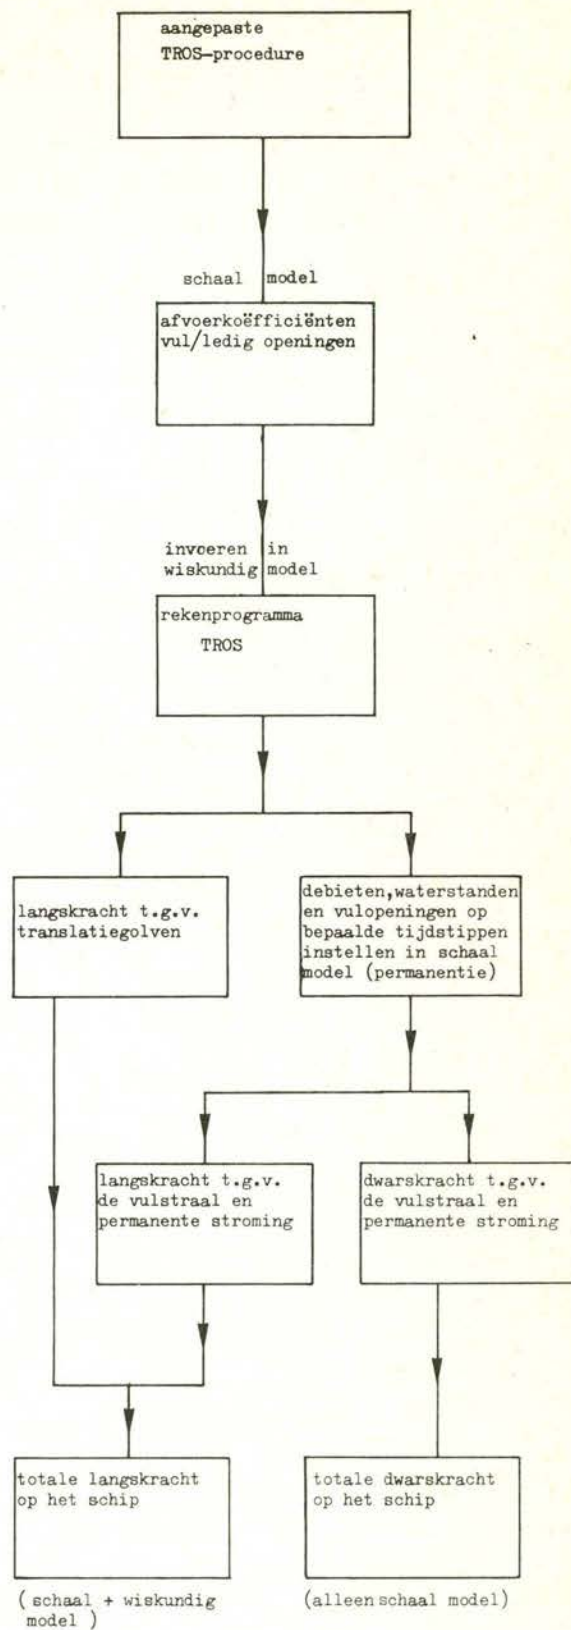 aangepaste
TROS-procedure
schaal model
afvoerkoëfficiënten
vul/ledig openingen
invoeren in
wiskundig model
rekenprogramma
TROS
langskracht t.g.v.
translatiegolven
debieten,waterstanden
en vulopeningen op
bepaalde tijdstippen
instellen in schaal
model (permanentie)
langskracht t.g.v.
de vulstraal en
permanente stroming
dwarskracht t.g.v.
de vulstraal en
permanente stroming
totale langskracht
op het schip
(schaal + wiskundig
model )
totale dwarskracht
op het schip
(alleen schaal model)